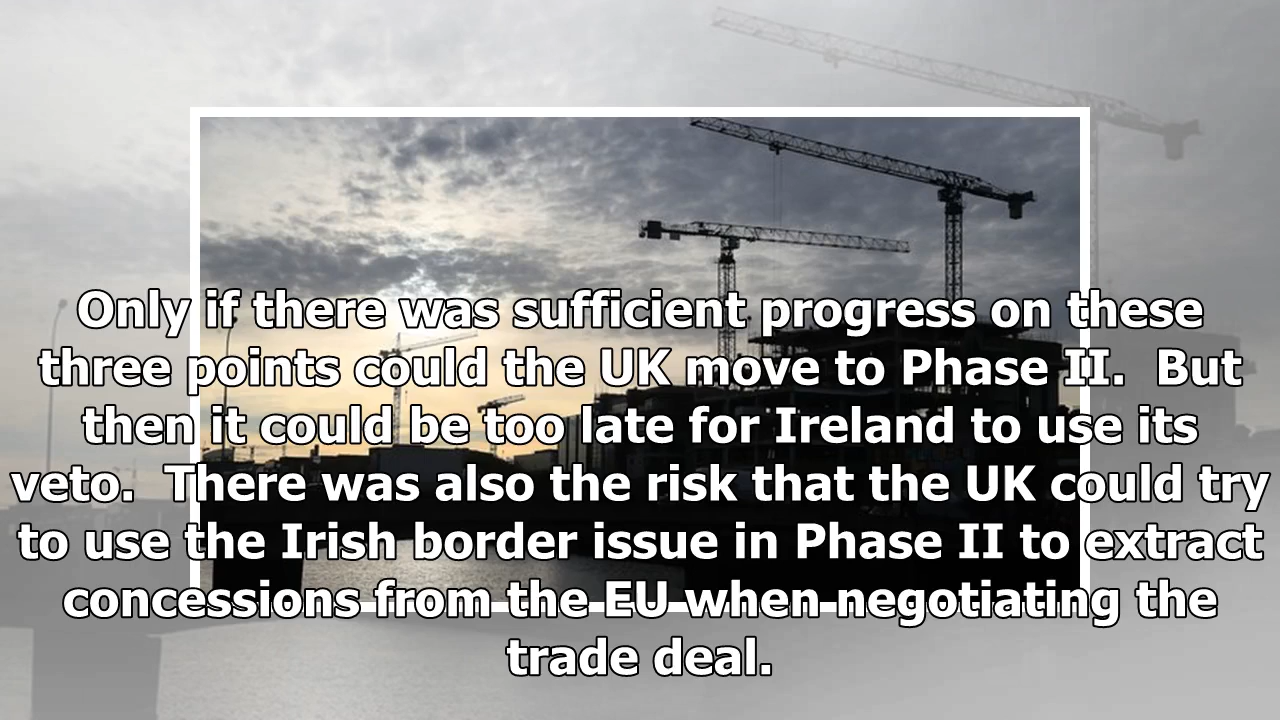 Only if there was sufficient progress on these
three points could the UK move to Phase II.  But
then it could be too late for Ireland to use its
veto.  There was also the risk that the UK could try
to use the Irish border issue in Phase II to extract
concessions from the EU when negotiating the
trade deal.